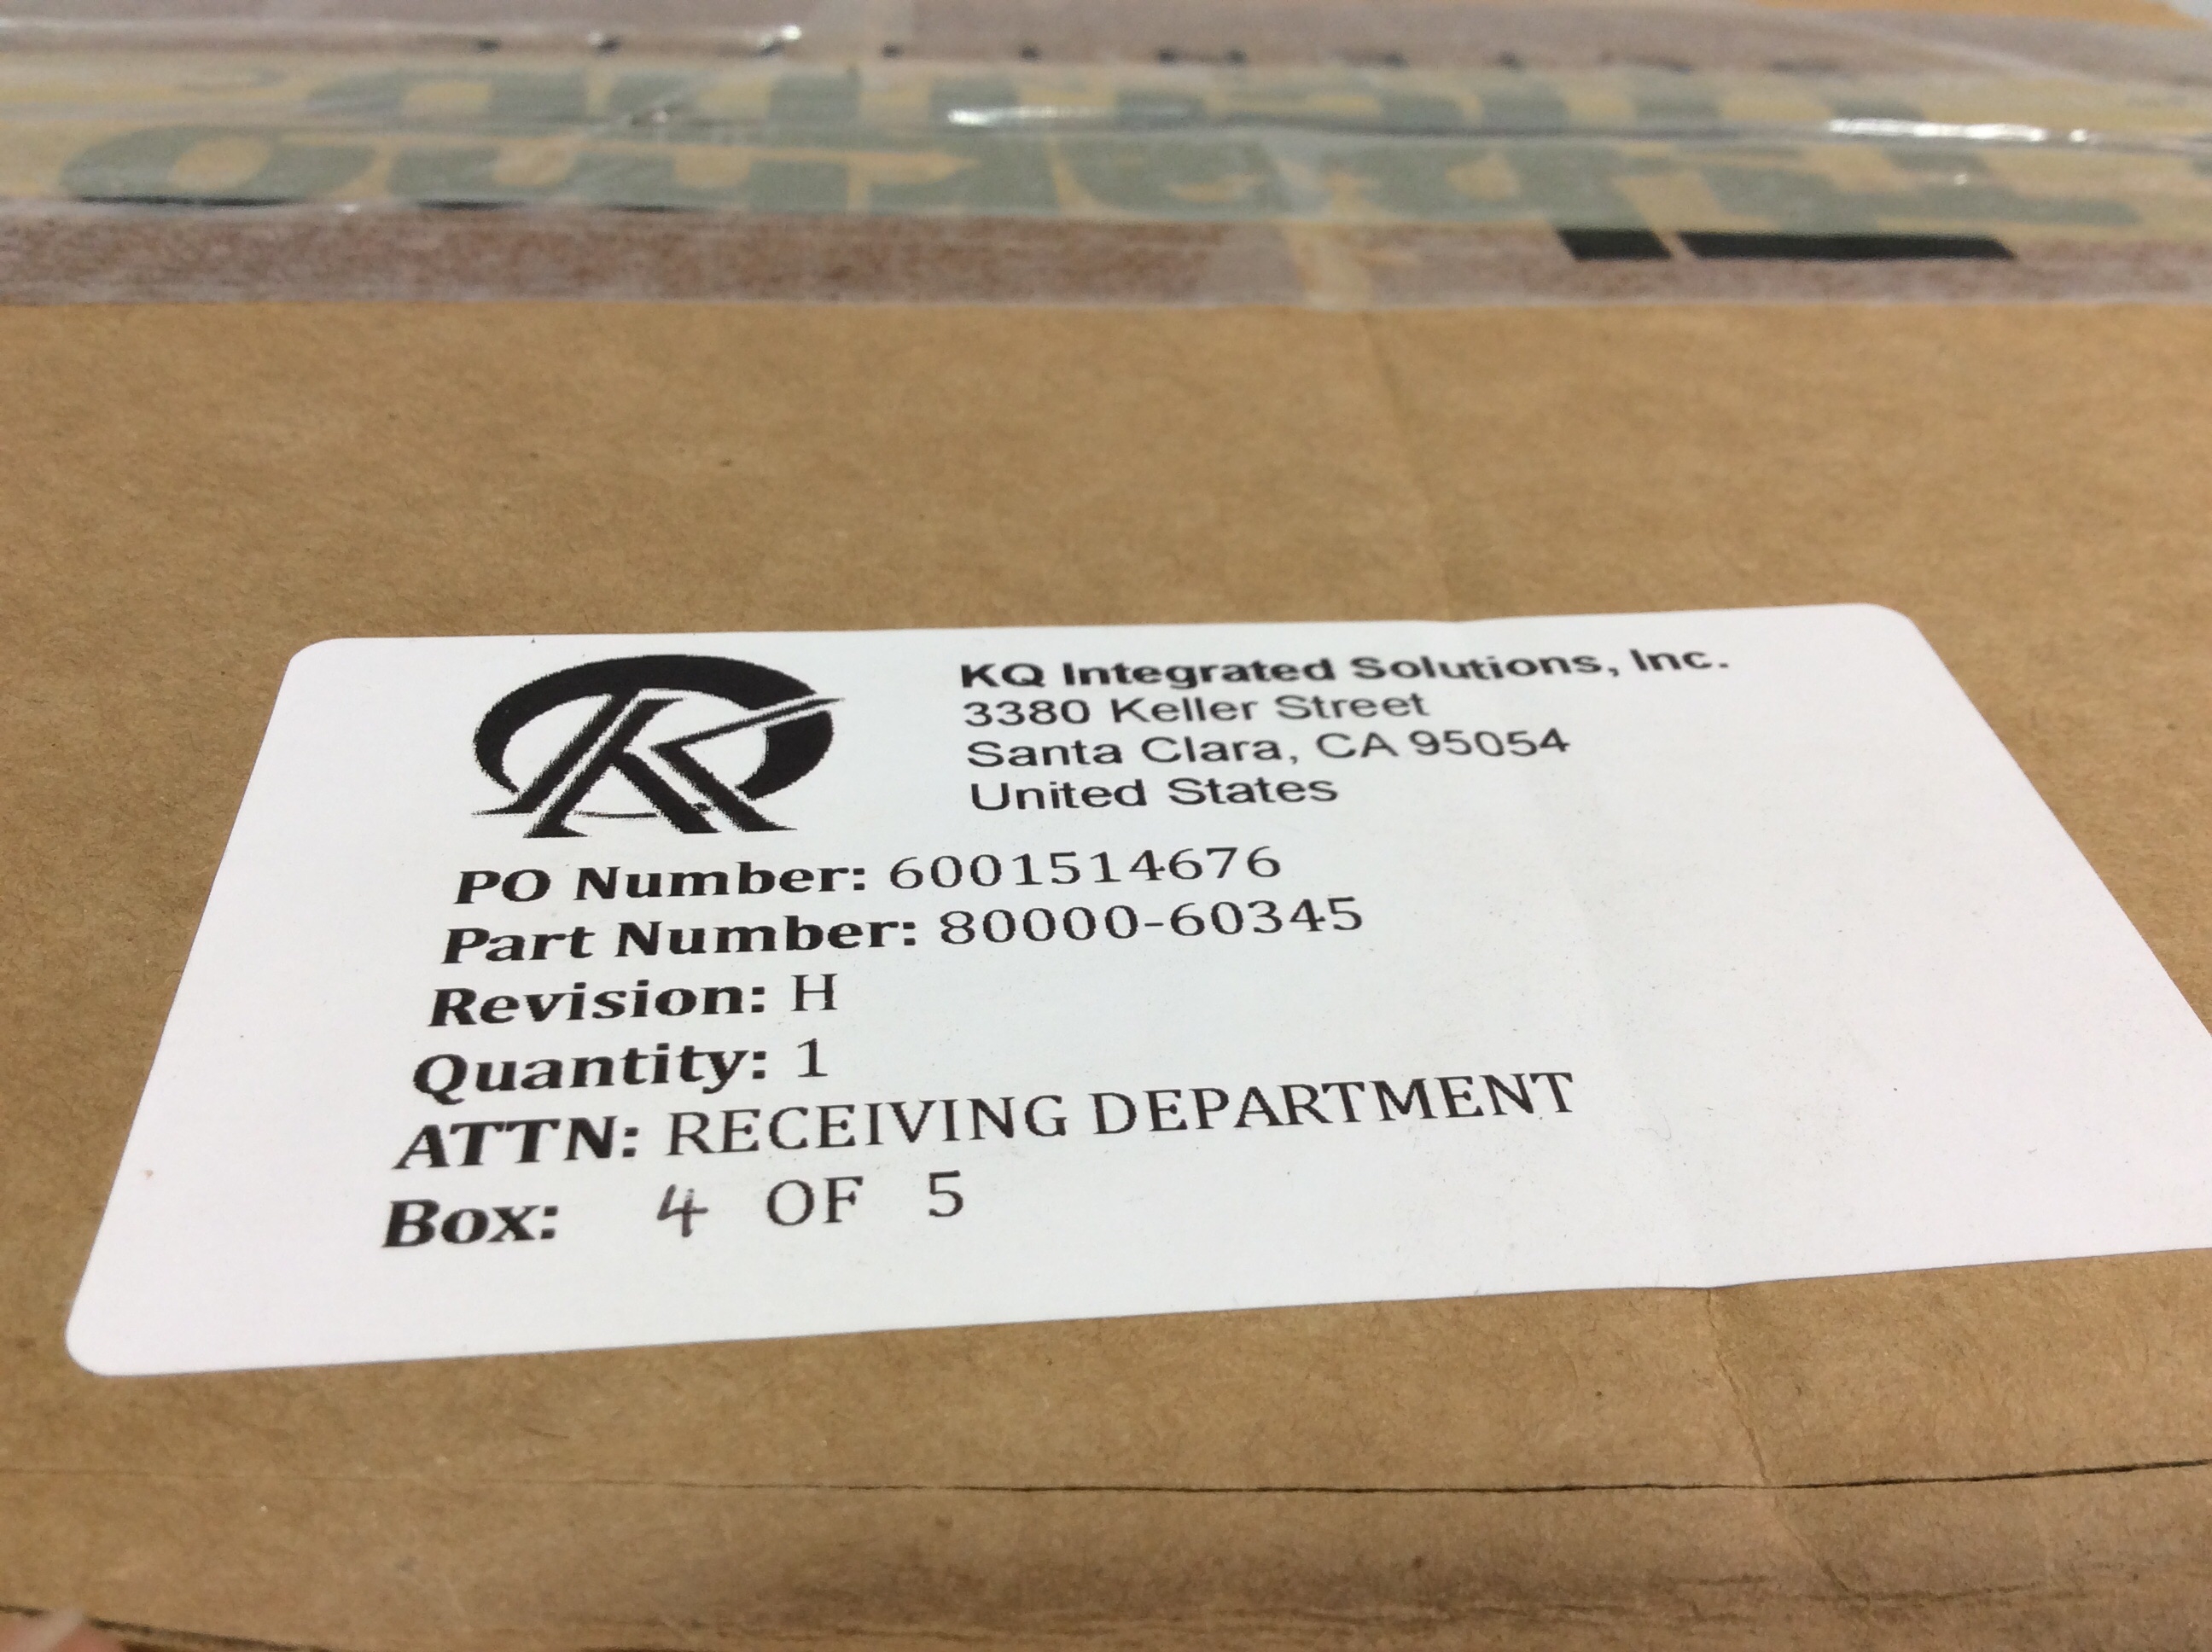 KQ Integrated Solutions, Inc.
3380 Keller Street
Santa Clara, CA 95054
United States
PO Number: 6001514676
Part Number: 80000-60345
Revision: H
Quantity: 1
ATTN: RECEIVING DEPARTMENT
Box: 4 OF 5